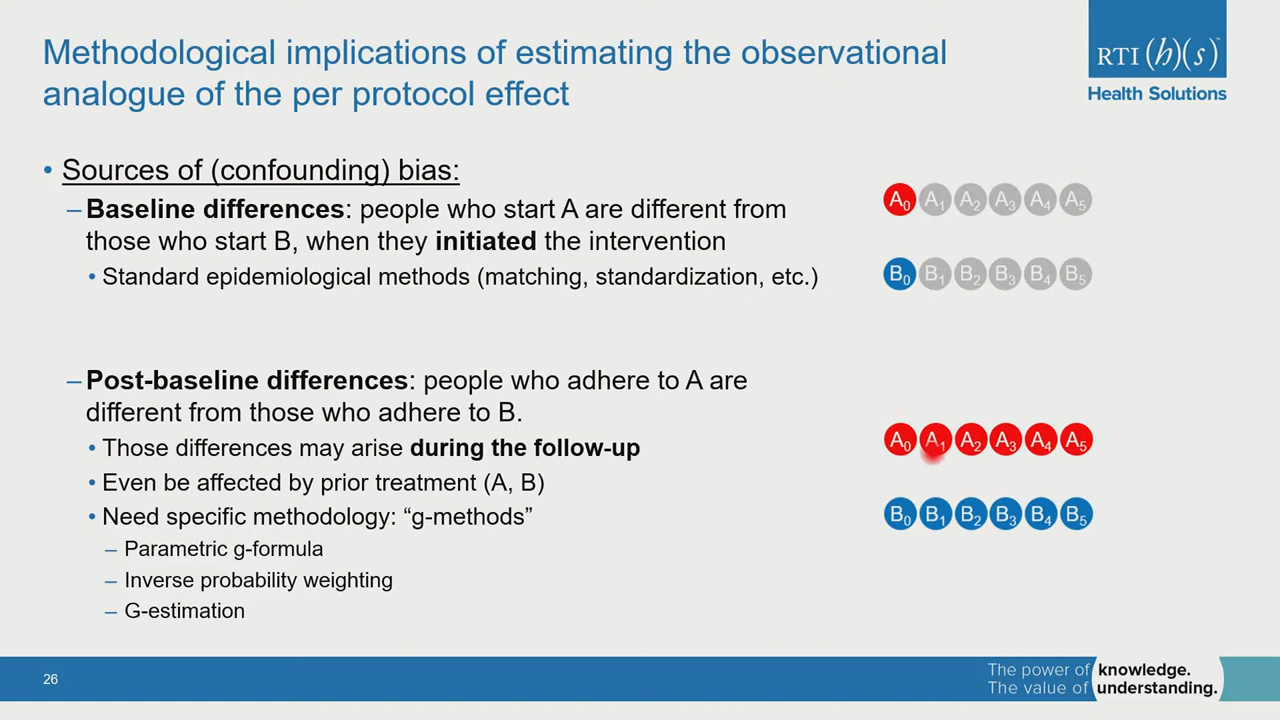 Methodological implications of estimating the observational
analogue of the per protocol effect
RTI (h)(s)™
Health Solutions
• Sources of (confounding) bias:
– Baseline differences: people who start A are different from
those who start B, when they initiated the intervention
• Standard epidemiological methods (matching, standardization, etc.)
A0 A1 A2 A3 A4 A5
B0 B1 B2 B3 B4 B5
– Post-baseline differences: people who adhere to A are
different from those who adhere to B.
• Those differences may arise during the follow-up
• Even be affected by prior treatment (A, B)
• Need specific methodology: “g-methods”
– Parametric g-formula
– Inverse probability weighting
– G-estimation
A0 A1 A2 A3 A4 A5
B0 B1 B2 B3 B4 B5
26
The power of knowledge.
The value of understanding.